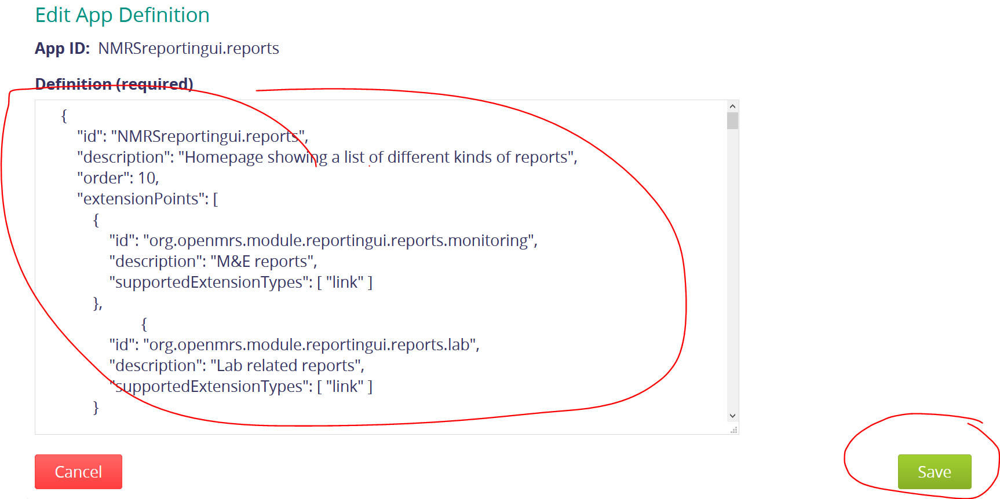 Edit App Definition
App ID: NMRSreportingui.reports
Definition (required)
{
"id": "NMRSreportingui.reports",
"description": "Homepage showing a list of different kinds of reports",
"order": 10,
"extensionPoints": [
{
"id": "org.openmrs.module.reportingui.reports.monitoring",
"description": "M&E reports",
"supportedExtensionTypes": [ "link" ]
},
{
"id": "org.openmrs.module.reportingui.reports.lab",
"description": "Lab related reports",
"supportedExtensionTypes": [ "link" ]
}
Cancel
Save